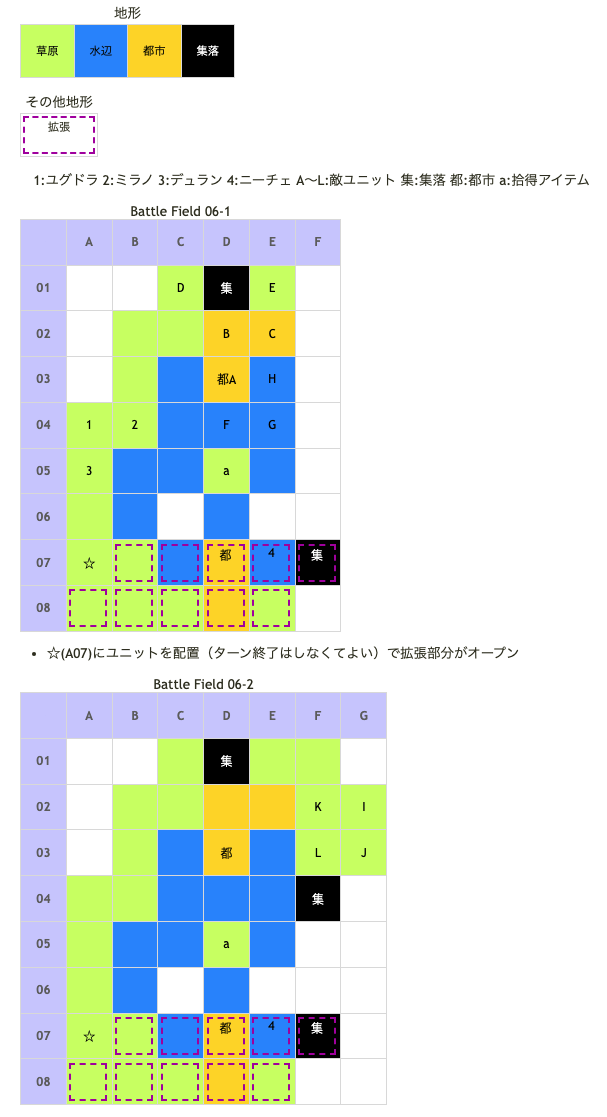 地形
草原 水辺 都市 集落
その他地形
拡張
1:ユグドラ 2:ミラノ 3:デュラン 4:ニーチェ A〜L:敵ユニット 集:集落 都:都市 a:拾得アイテム
Battle Field 06-1
A B C D E F
01 D 集 E
02 B C
03 都A H
04 1 2 F G
05 3 a
06
07 ☆ 都 4 集
08
• ☆(A07)にユニットを配置（ターン終了はしなくてよい）で拡張部分がオープン
Battle Field 06-2
A B C D E F G
01 集
02 K I
03 都 L J
04 集
05 a
06
07 ☆ 都 4 集
08